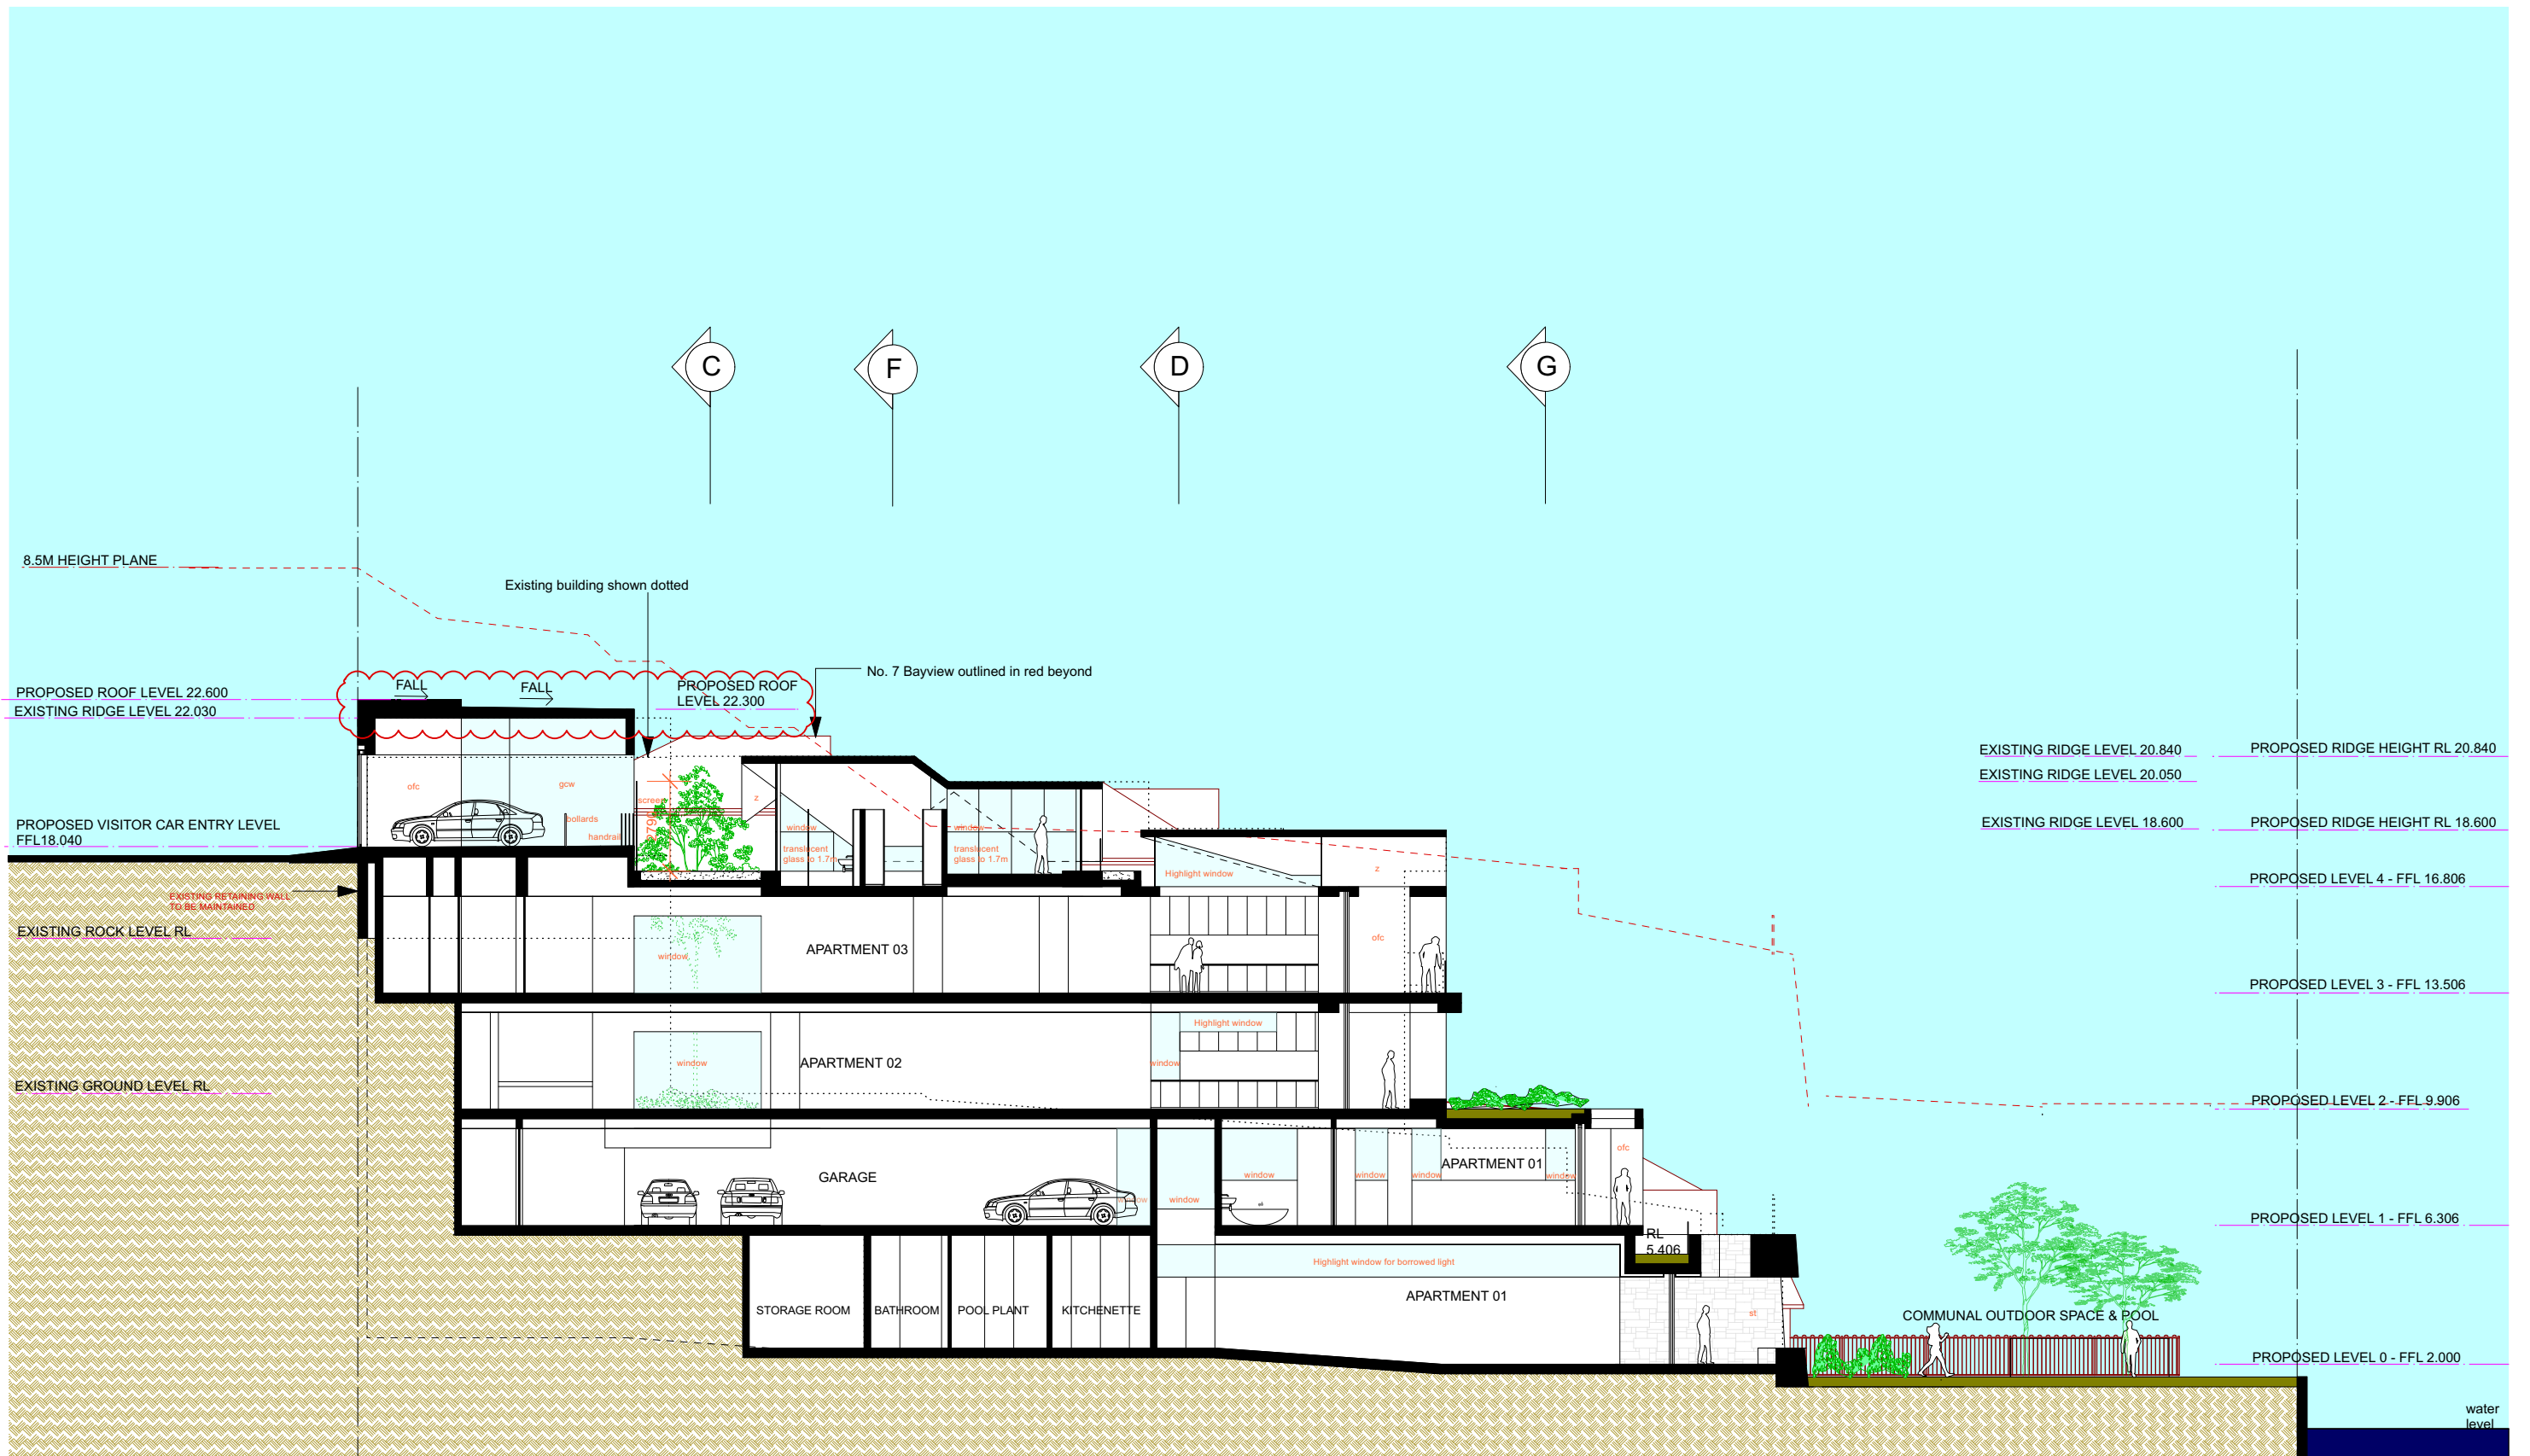 C
F
D
G
8.5M HEIGHT PLANE
Existing building shown dotted
No. 7 Bayview outlined in red beyond
PROPOSED ROOF LEVEL 22.600
EXISTING RIDGE LEVEL 22.030
FALL
FALL
PROPOSED ROOF
LEVEL 22.300
EXISTING RIDGE LEVEL 20.840
PROPOSED RIDGE HEIGHT RL 20.840
EXISTING RIDGE LEVEL 20.050
ofc
gcw
screen
z
bollards
handrail
window
translucent
glass to 1.7m
window
translucent
glass to 1.7m
PROPOSED VISITOR CAR ENTRY LEVEL
FFL18.040
EXISTING RIDGE LEVEL 18.600
PROPOSED RIDGE HEIGHT RL 18.600
Highlight window
z
PROPOSED LEVEL 4 - FFL 16.806
EXISTING RETAINING WALL
TO BE MAINTAINED
EXISTING ROCK LEVEL RL
window
APARTMENT 03
ofc
PROPOSED LEVEL 3 - FFL 13.506
Highlight window
window
APARTMENT 02
window
EXISTING GROUND LEVEL RL
PROPOSED LEVEL 2 - FFL 9.906
GARAGE
window
window
window
window
window
APARTMENT 01
window
ofc
PROPOSED LEVEL 1 - FFL 6.306
RL
5.406
Highlight window for borrowed light
APARTMENT 01
STORAGE ROOM
BATHROOM
POOL PLANT
KITCHENETTE
st
COMMUNAL OUTDOOR SPACE & POOL
PROPOSED LEVEL 0 - FFL 2.000
water
level